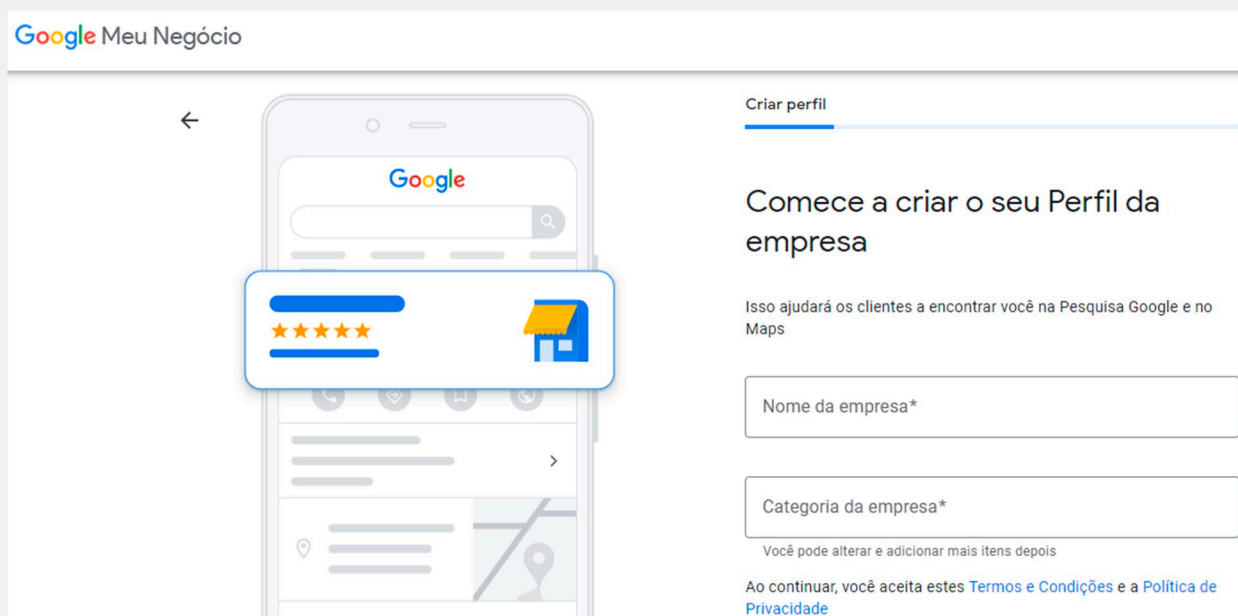 Google Meu Negócio
Google
Criar perfil
Comece a criar o seu Perfil da
empresa
Isso ajudará os clientes a encontrar você na Pesquisa Google e no
Maps
Nome da empresa*
Categoria da empresa*
Você pode alterar e adicionar mais itens depois
Ao continuar, você aceita estes Termos e Condições e a Política de
Privacidade